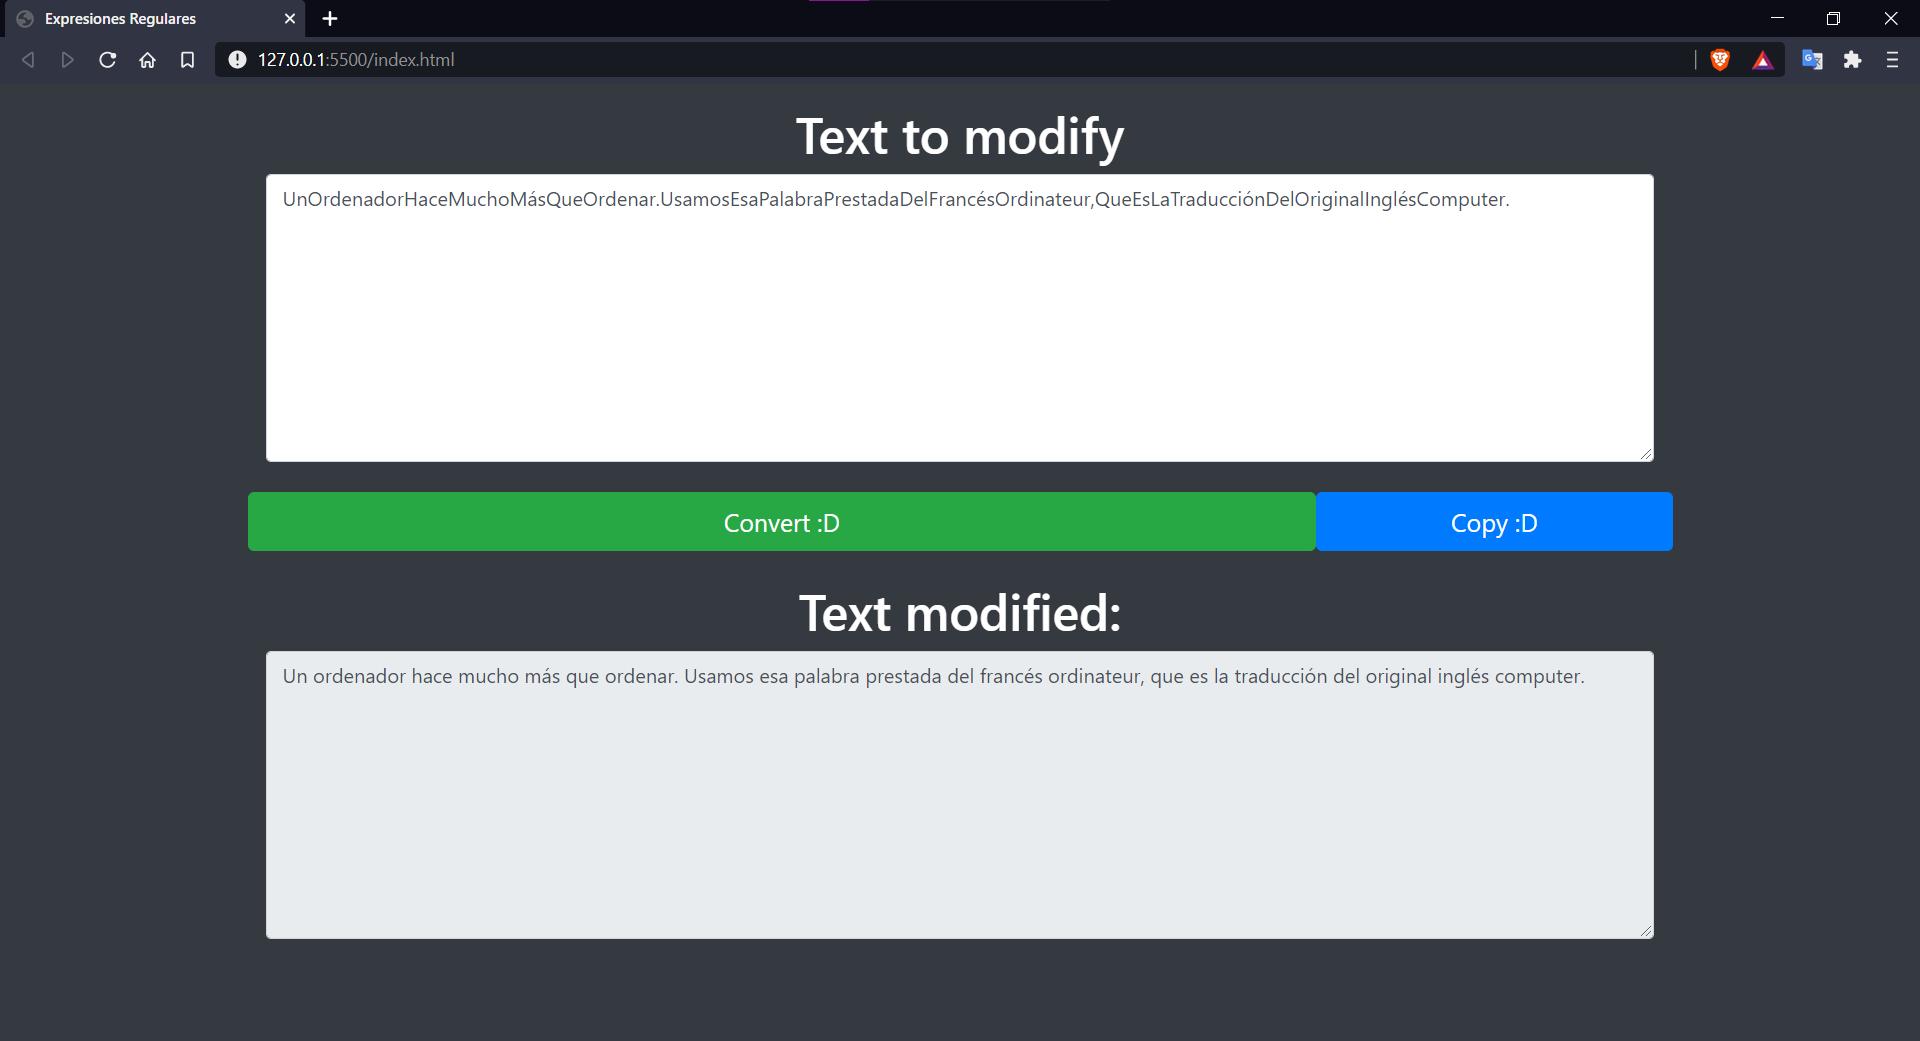 Expresiones Regulares
127.0.0.1:5500/index.html
Text to modify
UnOrdenadorHaceMuchoMásQueOrdenar.UsamosEsaPalabraPrestadaDelFrancésOrdinateur,QueEsLaTraducciónDelOriginalInglésComputer.
Convert :D
Copy :D
Text modified:
Un ordenador hace mucho más que ordenar. Usamos esa palabra prestada del francés ordinateur, que es la traducción del original inglés computer.